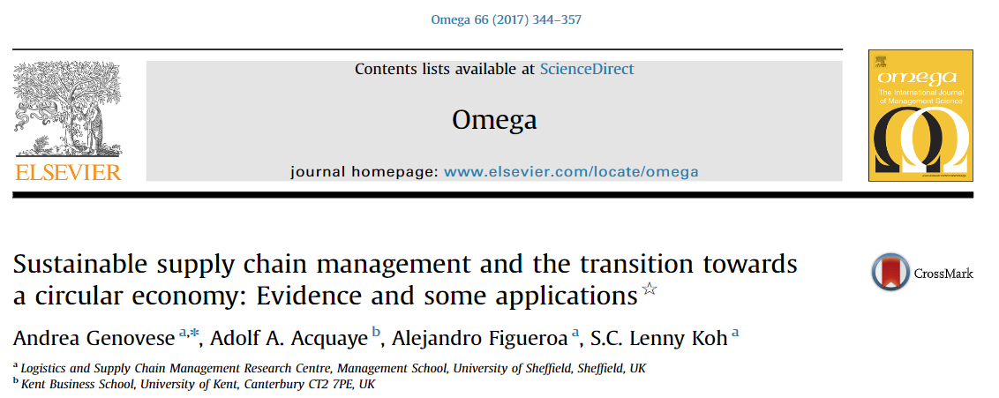 Omega 66 (2017) 344–357
Contents lists available at ScienceDirect
Omega
journal homepage: www.elsevier.com/locate/omega
ELSEVIER
omega
The International Journal
of Management Science
Sustainable supply chain management and the transition towards
a circular economy: Evidence and some applications☆
CrossMark
Andrea Genovese a,*, Adolf A. Acquaye b, Alejandro Figueroa a, S.C. Lenny Koh a
a Logistics and Supply Chain Management Research Centre, Management School, University of Sheffield, Sheffield, UK
b Kent Business School, University of Kent, Canterbury CT2 7PE, UK